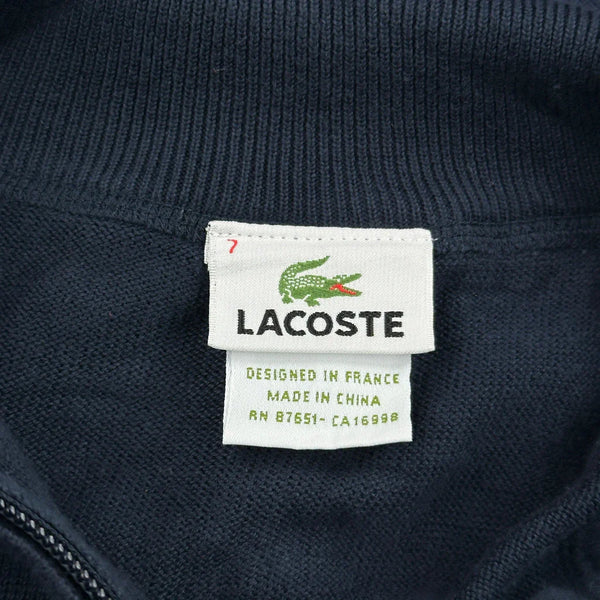 7
LACOSTE
DESIGNED IN FRANCE
MADE IN CHINA
RN 87651- CA16998